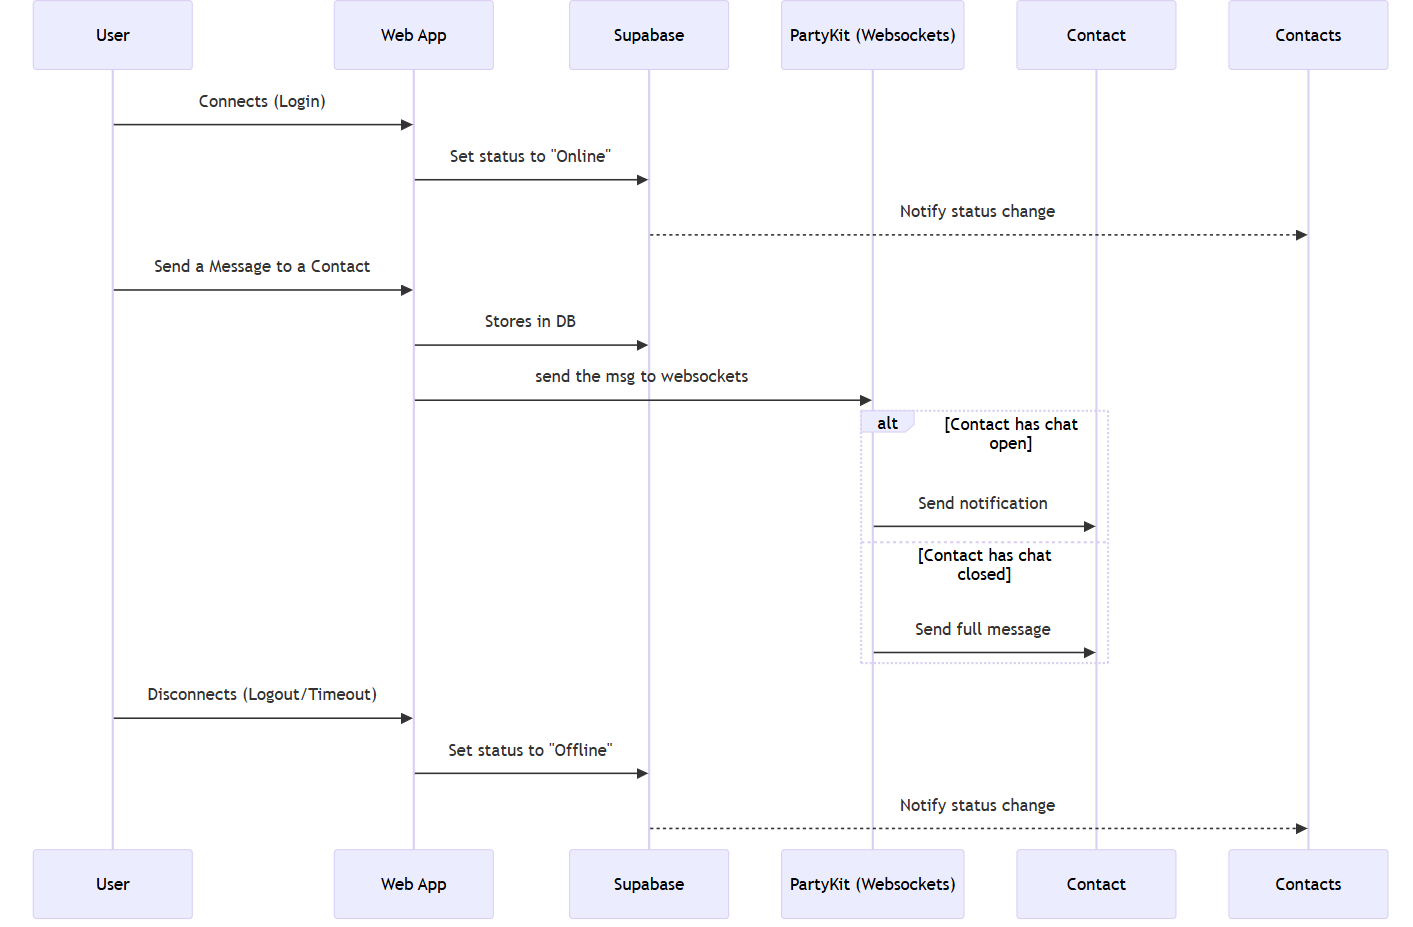 User
Web App
Supabase
PartyKit (Websockets)
Contact
Contacts
Connects (Login)
Set status to "Online"
Notify status change
Send a Message to a Contact
Stores in DB
send the msg to websockets
alt
[Contact has chat
open]
Send notification
[Contact has chat
closed]
Send full message
Disconnects (Logout/Timeout)
Set status to "Offline"
Notify status change
User
Web App
Supabase
PartyKit (Websockets)
Contact
Contacts